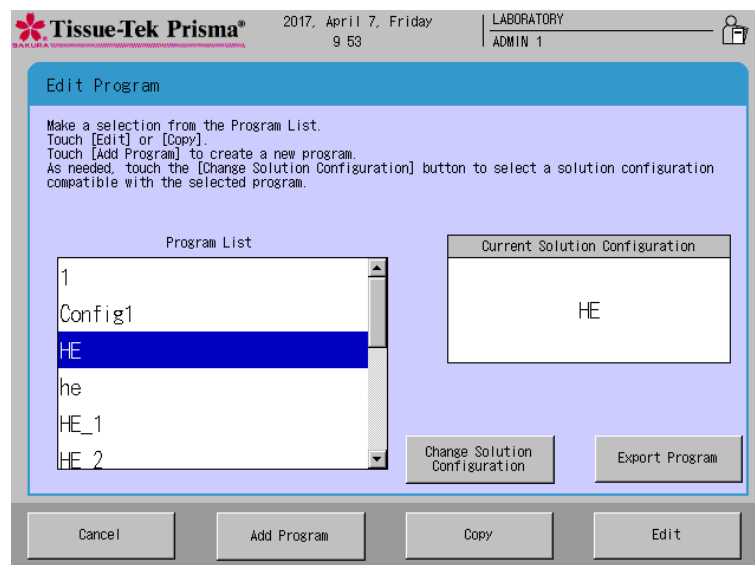 Tissue-Tek Prisma®
SAKURA
2017, April 7, Friday
9 53
LABORATORY
ADMIN 1
Edit Program
Make a selection from the Program List.
Touch [Edit] or [Copy].
Touch [Add Program] to create a new program.
As needed, touch the [Change Solution Configuration] button to select a solution configuration
compatible with the selected program.
Program List
1
Config1
HE
he
HE_1
HE_2
Current Solution Configuration
HE
Change Solution
Configuration
Export Program
Cancel
Add Program
Copy
Edit